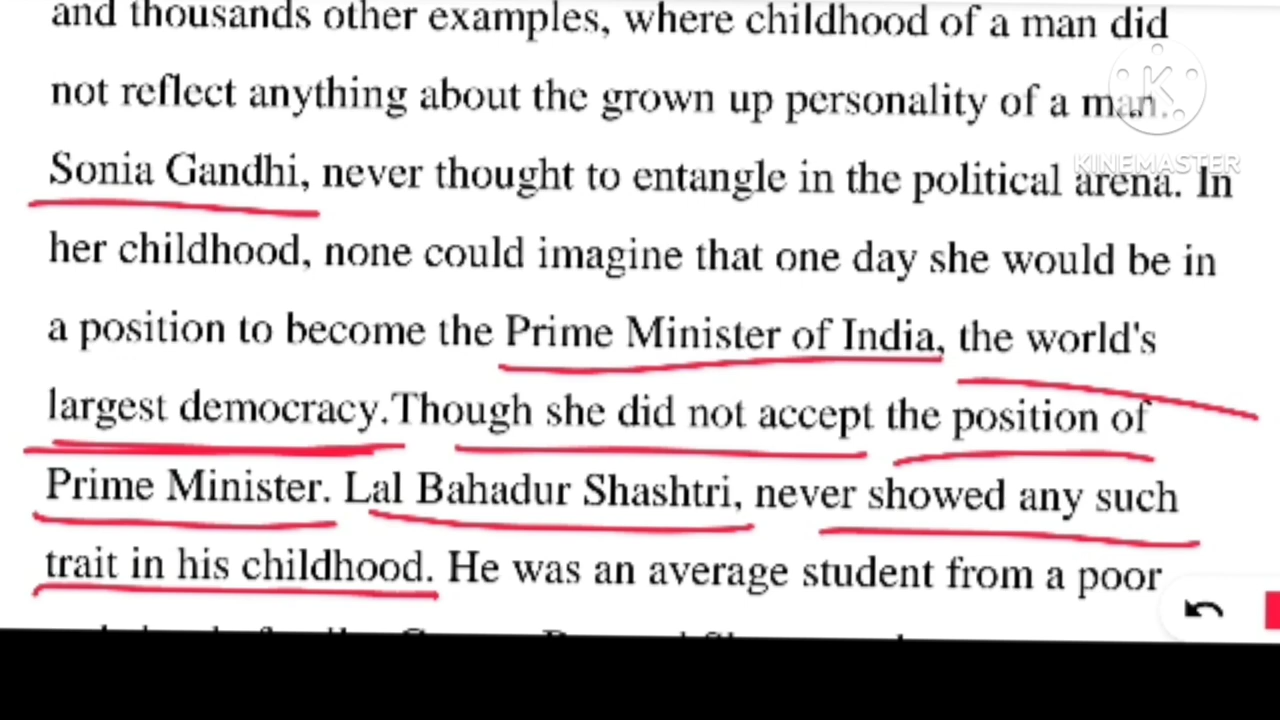 and thousands other examples, where childhood of a man did
not reflect anything about the grown up personality of a man.
KINEMASTER
Sonia Gandhi, never thought to entangle in the political arena. In
her childhood, none could imagine that one day she would be in
a position to become the Prime Minister of India, the world's
largest democracy.Though she did not accept the position of
Prime Minister. Lal Bahadur Shashtri, never showed any such
trait in his childhood. He was an average student from a poor